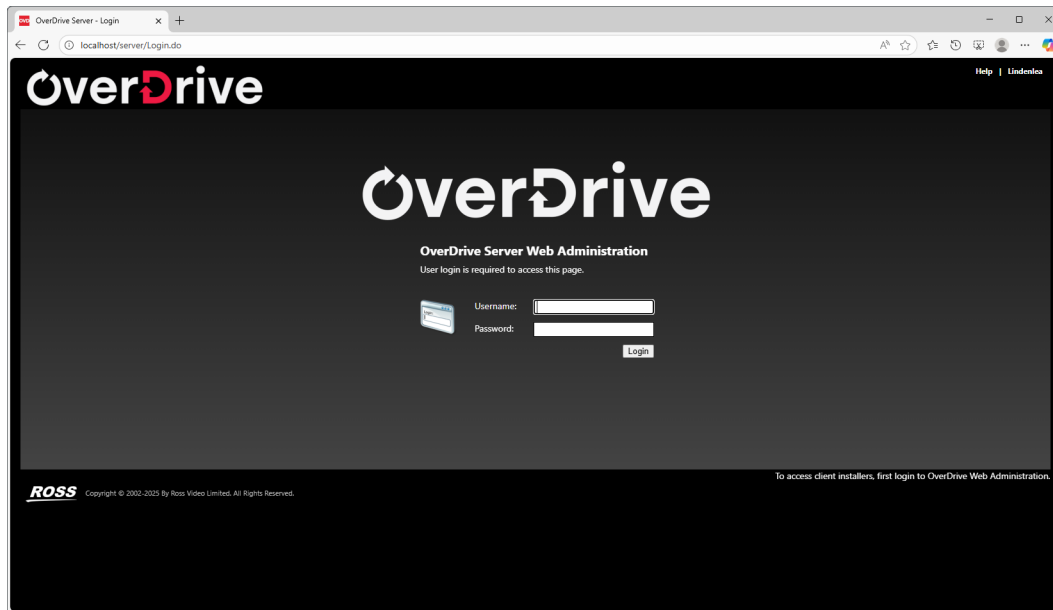 OVD OverDrive Server - Login
localhost/server/Login.do
OverDrive
Help | Lindenlea
OverDrive
OverDrive Server Web Administration
User login is required to access this page.
Username:
Password:
Login
To access client installers, first login to OverDrive Web Administration.
ROSS Copyright © 2002-2025 By Ross Video Limited. All Rights Reserved.